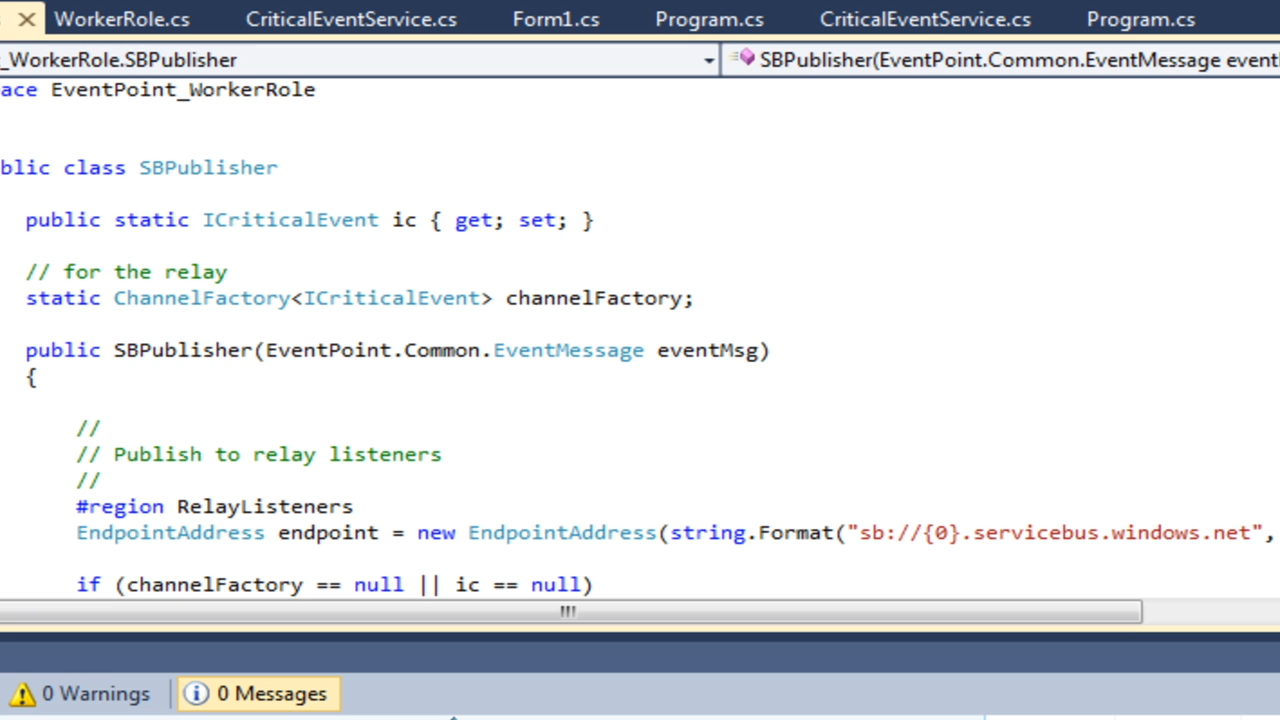 WorkerRole.cs CriticalEventService.cs Form1.cs Program.cs CriticalEventService.cs Program.cs
_WorkerRole.SBPublisher SBPublisher(EventPoint.Common.EventMessage event
ace EventPoint_WorkerRole
blic class SBPublisher
public static ICriticalEvent ic { get; set; }
// for the relay
static ChannelFactory<ICriticalEvent> channelFactory;
public SBPublisher(EventPoint.Common.EventMessage eventMsg)
{
//
// Publish to relay listeners
//
#region RelayListeners
EndpointAddress endpoint = new EndpointAddress(string.Format("sb://{0}.servicebus.windows.net",
if (channelFactory == null || ic == null)
0 Warnings 0 Messages